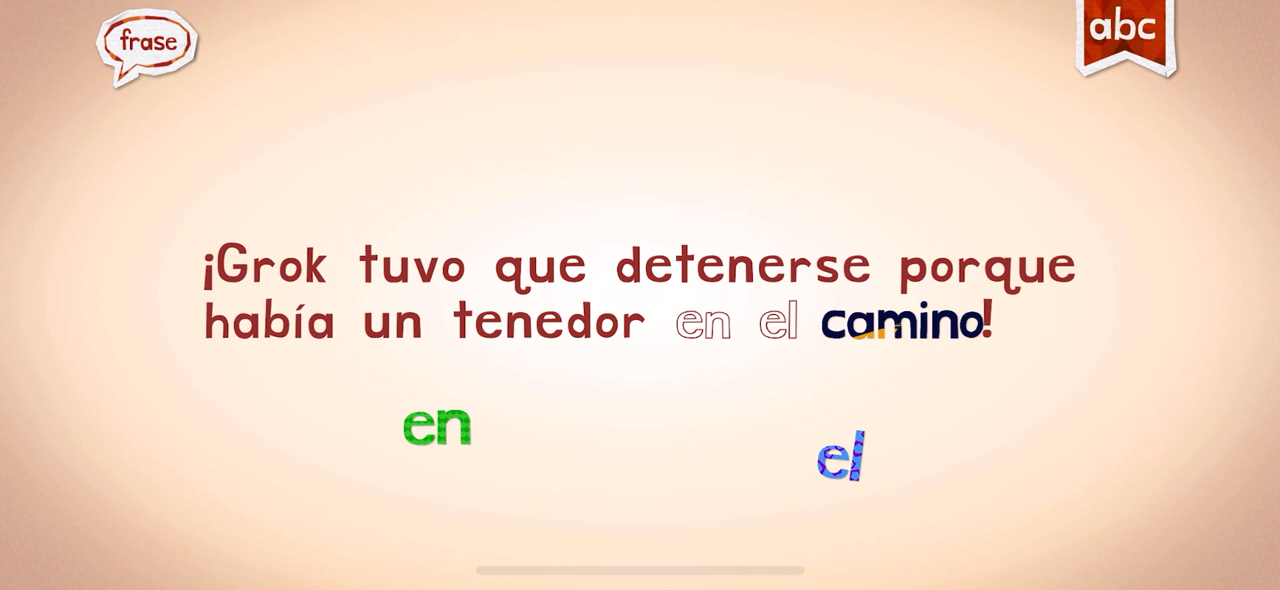 frase
abc
¡Grok tuvo que detenerse porque
había un tenedor en el camino!
en
el